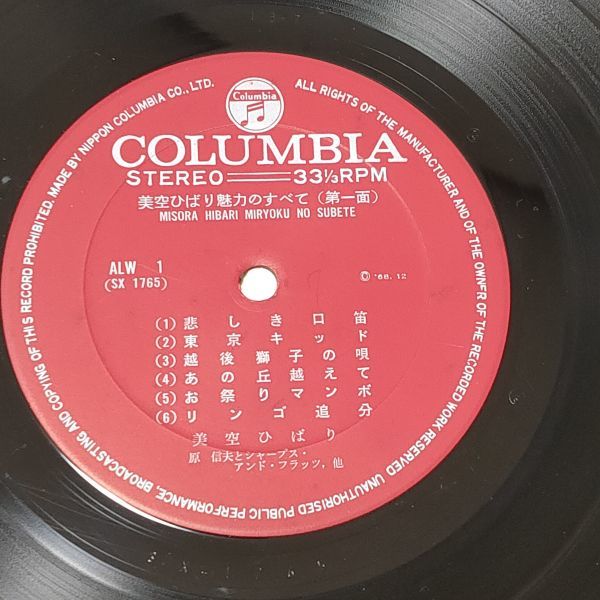 MADE BY NIPPON COLUMBIA CO., LTD.
ALL RIGHTS OF THE MANUFACTURER AND OF THE OWNER OF THE RECORDED WORK RESERVED
UNAUTHORISED PUBLIC PERFORMANCE, BROADCASTING AND COPYING OF THIS RECORD PROHIBITED.
Columbia
COLUMBIA
STEREO 33⅓RPM
美空ひばり魅力のすべて(第一面)
MISORA HIBARI MIRYOKU NO SUBETE
ALW 1
(SX 1765)
Ⓟ '68.12
(1) 悲しき口笛
(2) 東京キッド
(3) 越後獅子の唄
(4) あの丘越えて
(5) お祭りマンボ
(6) リンゴ追分
美空ひばり
原 信夫とシャープス・
アンド・フラッツ, 他